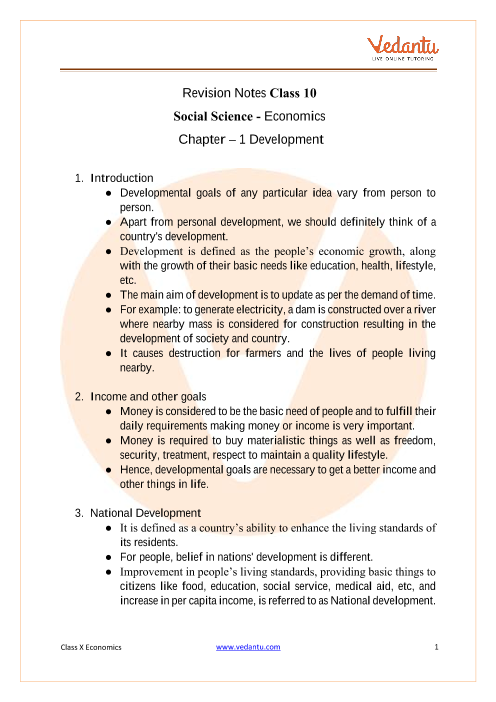 Vedantu
LIVE ONLINE TUTORING
Revision Notes Class 10
Social Science - Economics
Chapter – 1 Development
1. Introduction
● Developmental goals of any particular idea vary from person to
person.
● Apart from personal development, we should definitely think of a
country's development.
● Development is defined as the people's economic growth, along
with the growth of their basic needs like education, health, lifestyle,
etc.
● The main aim of development is to update as per the demand of time.
● For example: to generate electricity, a dam is constructed over a river
where nearby mass is considered for construction resulting in the
development of society and country.
● It causes destruction for farmers and the lives of people living
nearby.
2. Income and other goals
● Money is considered to be the basic need of people and to fulfill their
daily requirements making money or income is very important.
● Money is required to buy materialistic things as well as freedom,
security, treatment, respect to maintain a quality lifestyle.
● Hence, developmental goals are necessary to get a better income and
other things in life.
3. National Development
● It is defined as a country's ability to enhance the living standards of
its residents.
● For people, belief in nations' development is different.
● Improvement in people's living standards, providing basic things to
citizens like food, education, social service, medical aid, etc, and
increase in per capita income, is referred to as National development.
Class X Economics www.vedantu.com 1